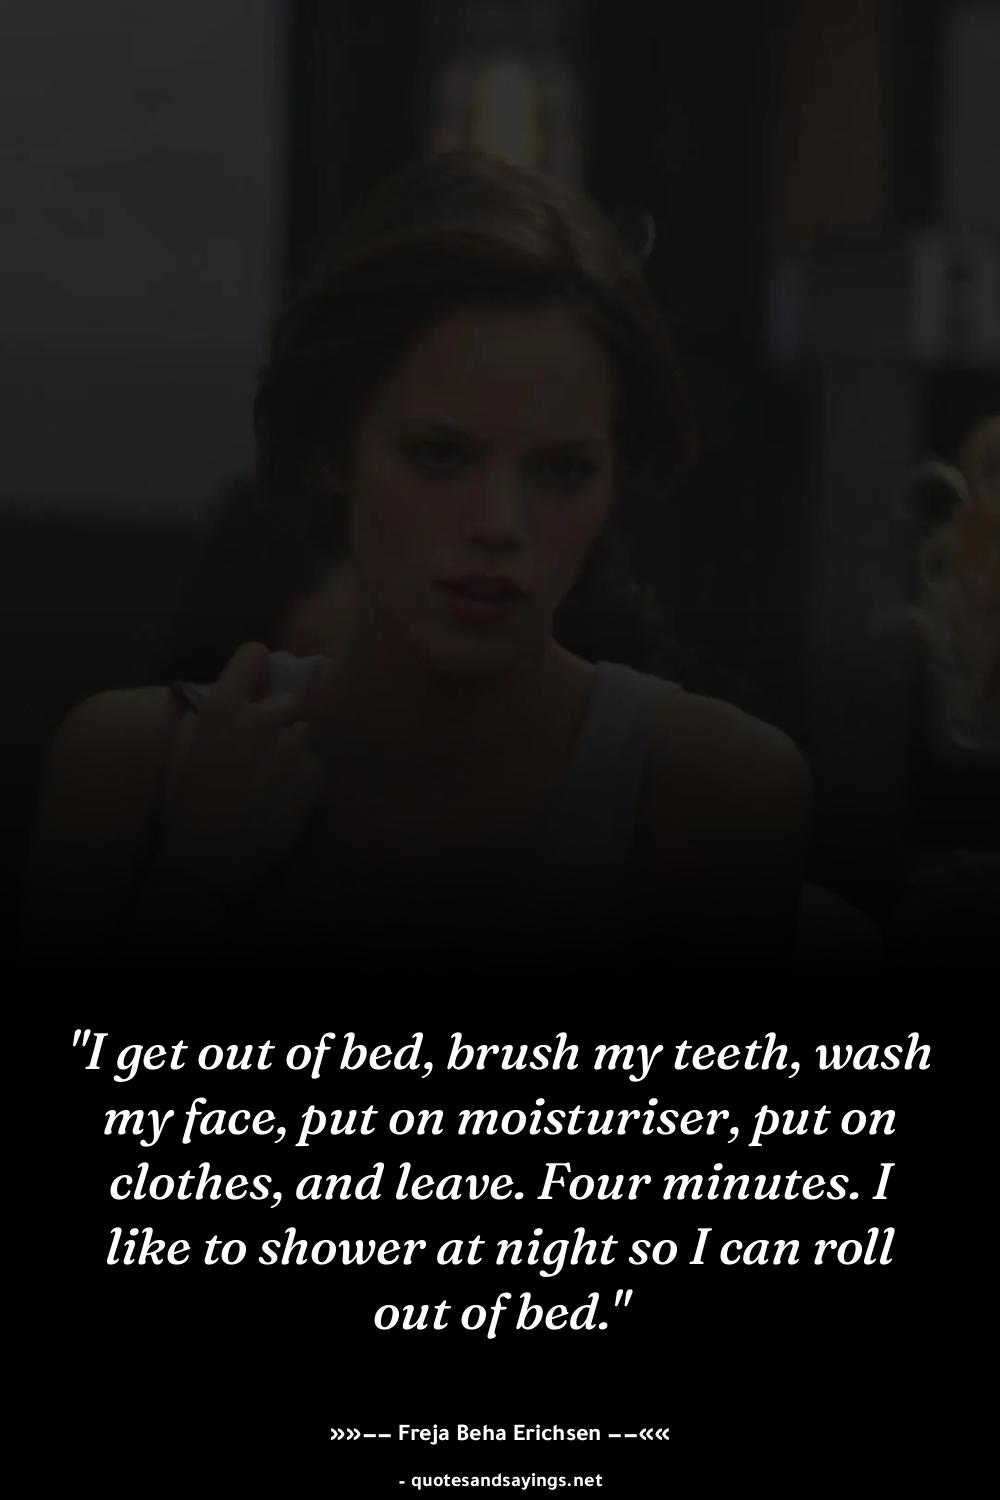 "I get out of bed, brush my teeth, wash
my face, put on moisturiser, put on
clothes, and leave. Four minutes. I
like to shower at night so I can roll
out of bed."
»»−− Freja Beha Erichsen −−««
- quotesandsayings.net